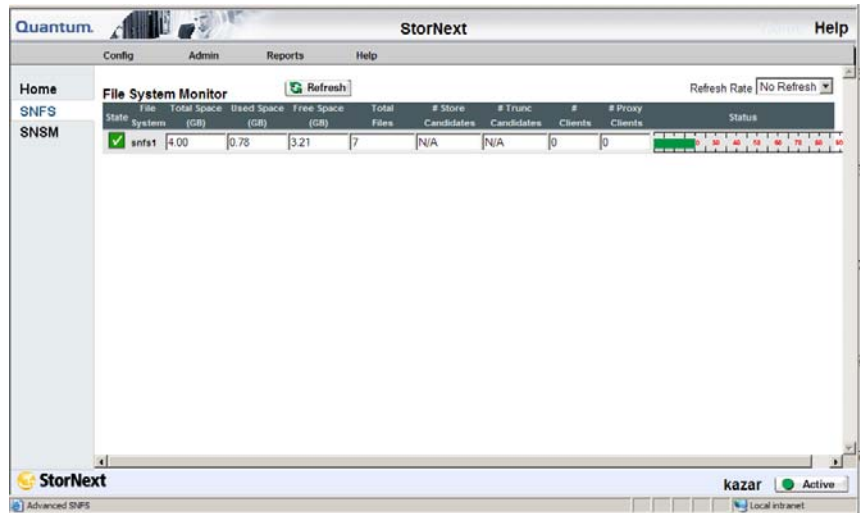 Quantum. StorNext Help
Config Admin Reports Help
Home
SNFS
SNSM
File System Monitor Refresh Refresh Rate No Refresh
State File System Total Space (GB) Used Space (GB) Free Space (GB) Total Files # Store Candidates # Trunc Candidates # Clients # Proxy Clients Status
snfs1 4.00 0.78 3.21 7 N/A N/A 0 0
StorNext kazar Active
Advanced SNFS Local intranet